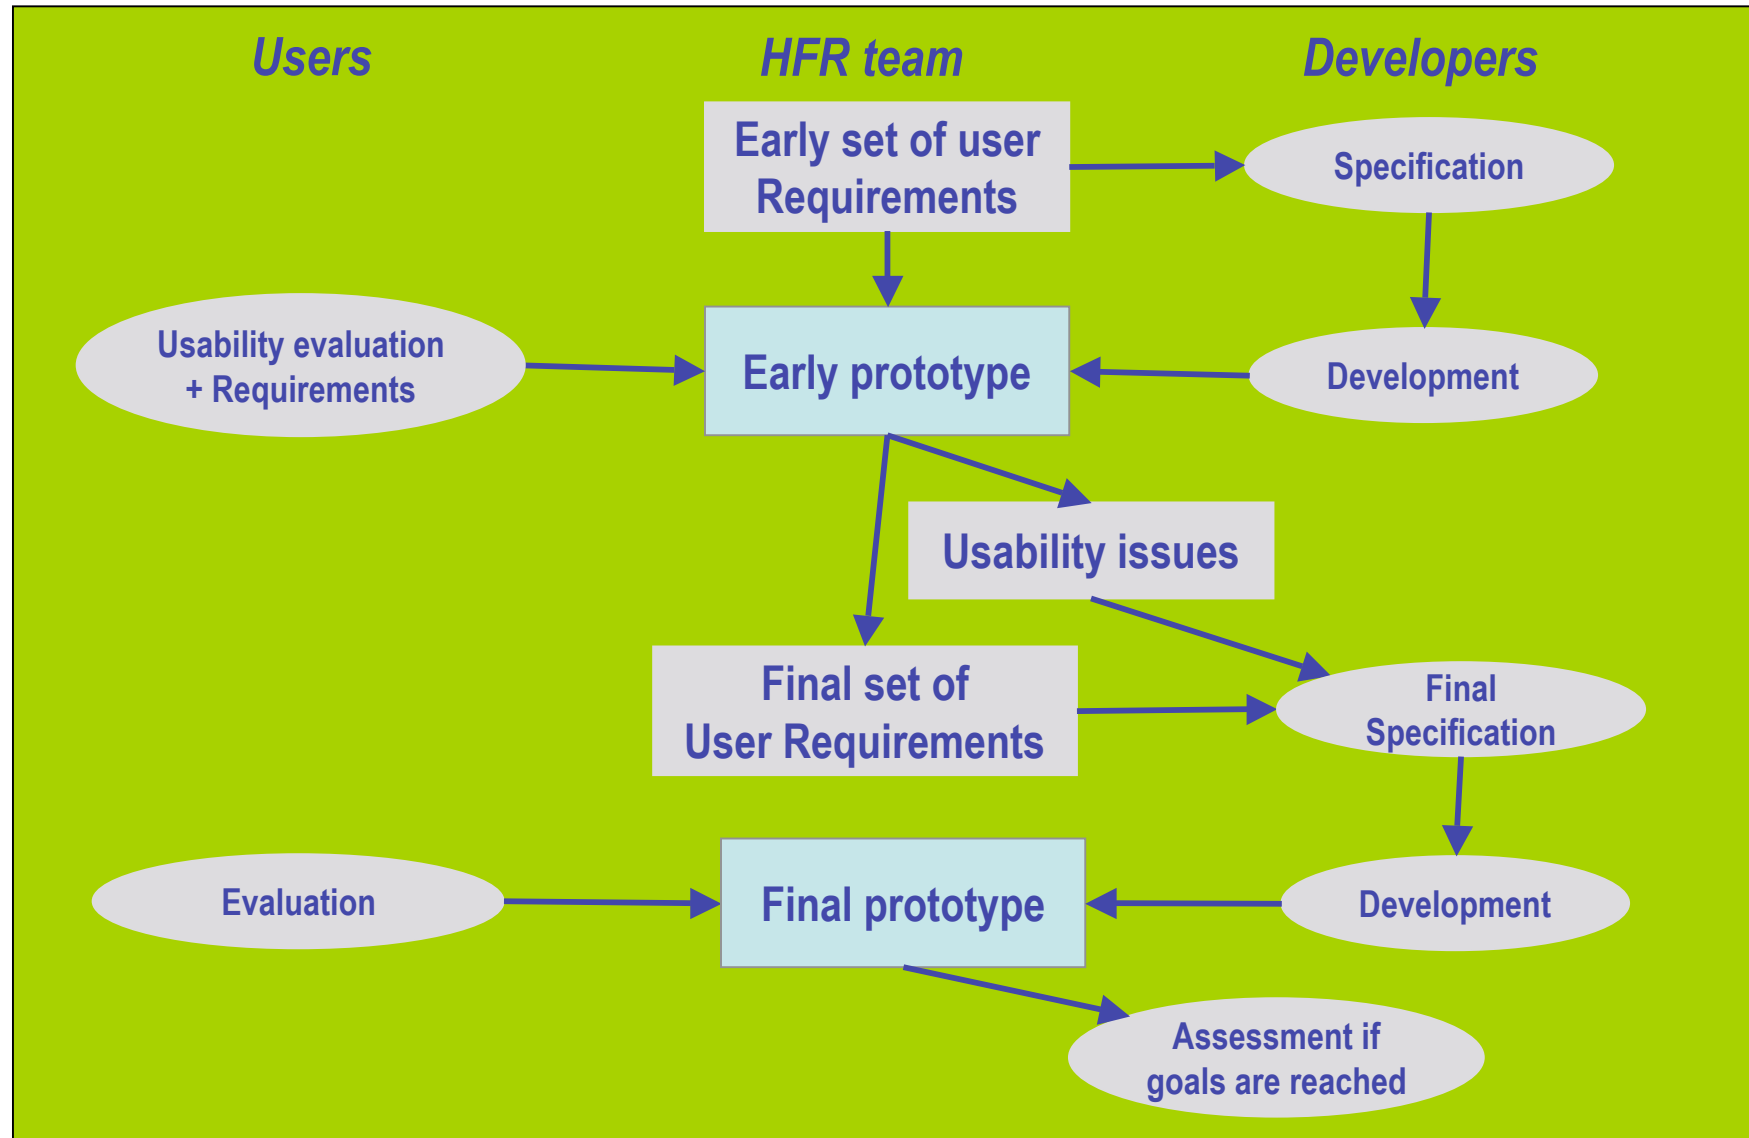 Users
HFR team
Developers
Early set of user
Requirements
Specification
Usability evaluation
+ Requirements
Early prototype
Development
Usability issues
Final set of
User Requirements
Final
Specification
Evaluation
Final prototype
Development
Assessment if
goals are reached